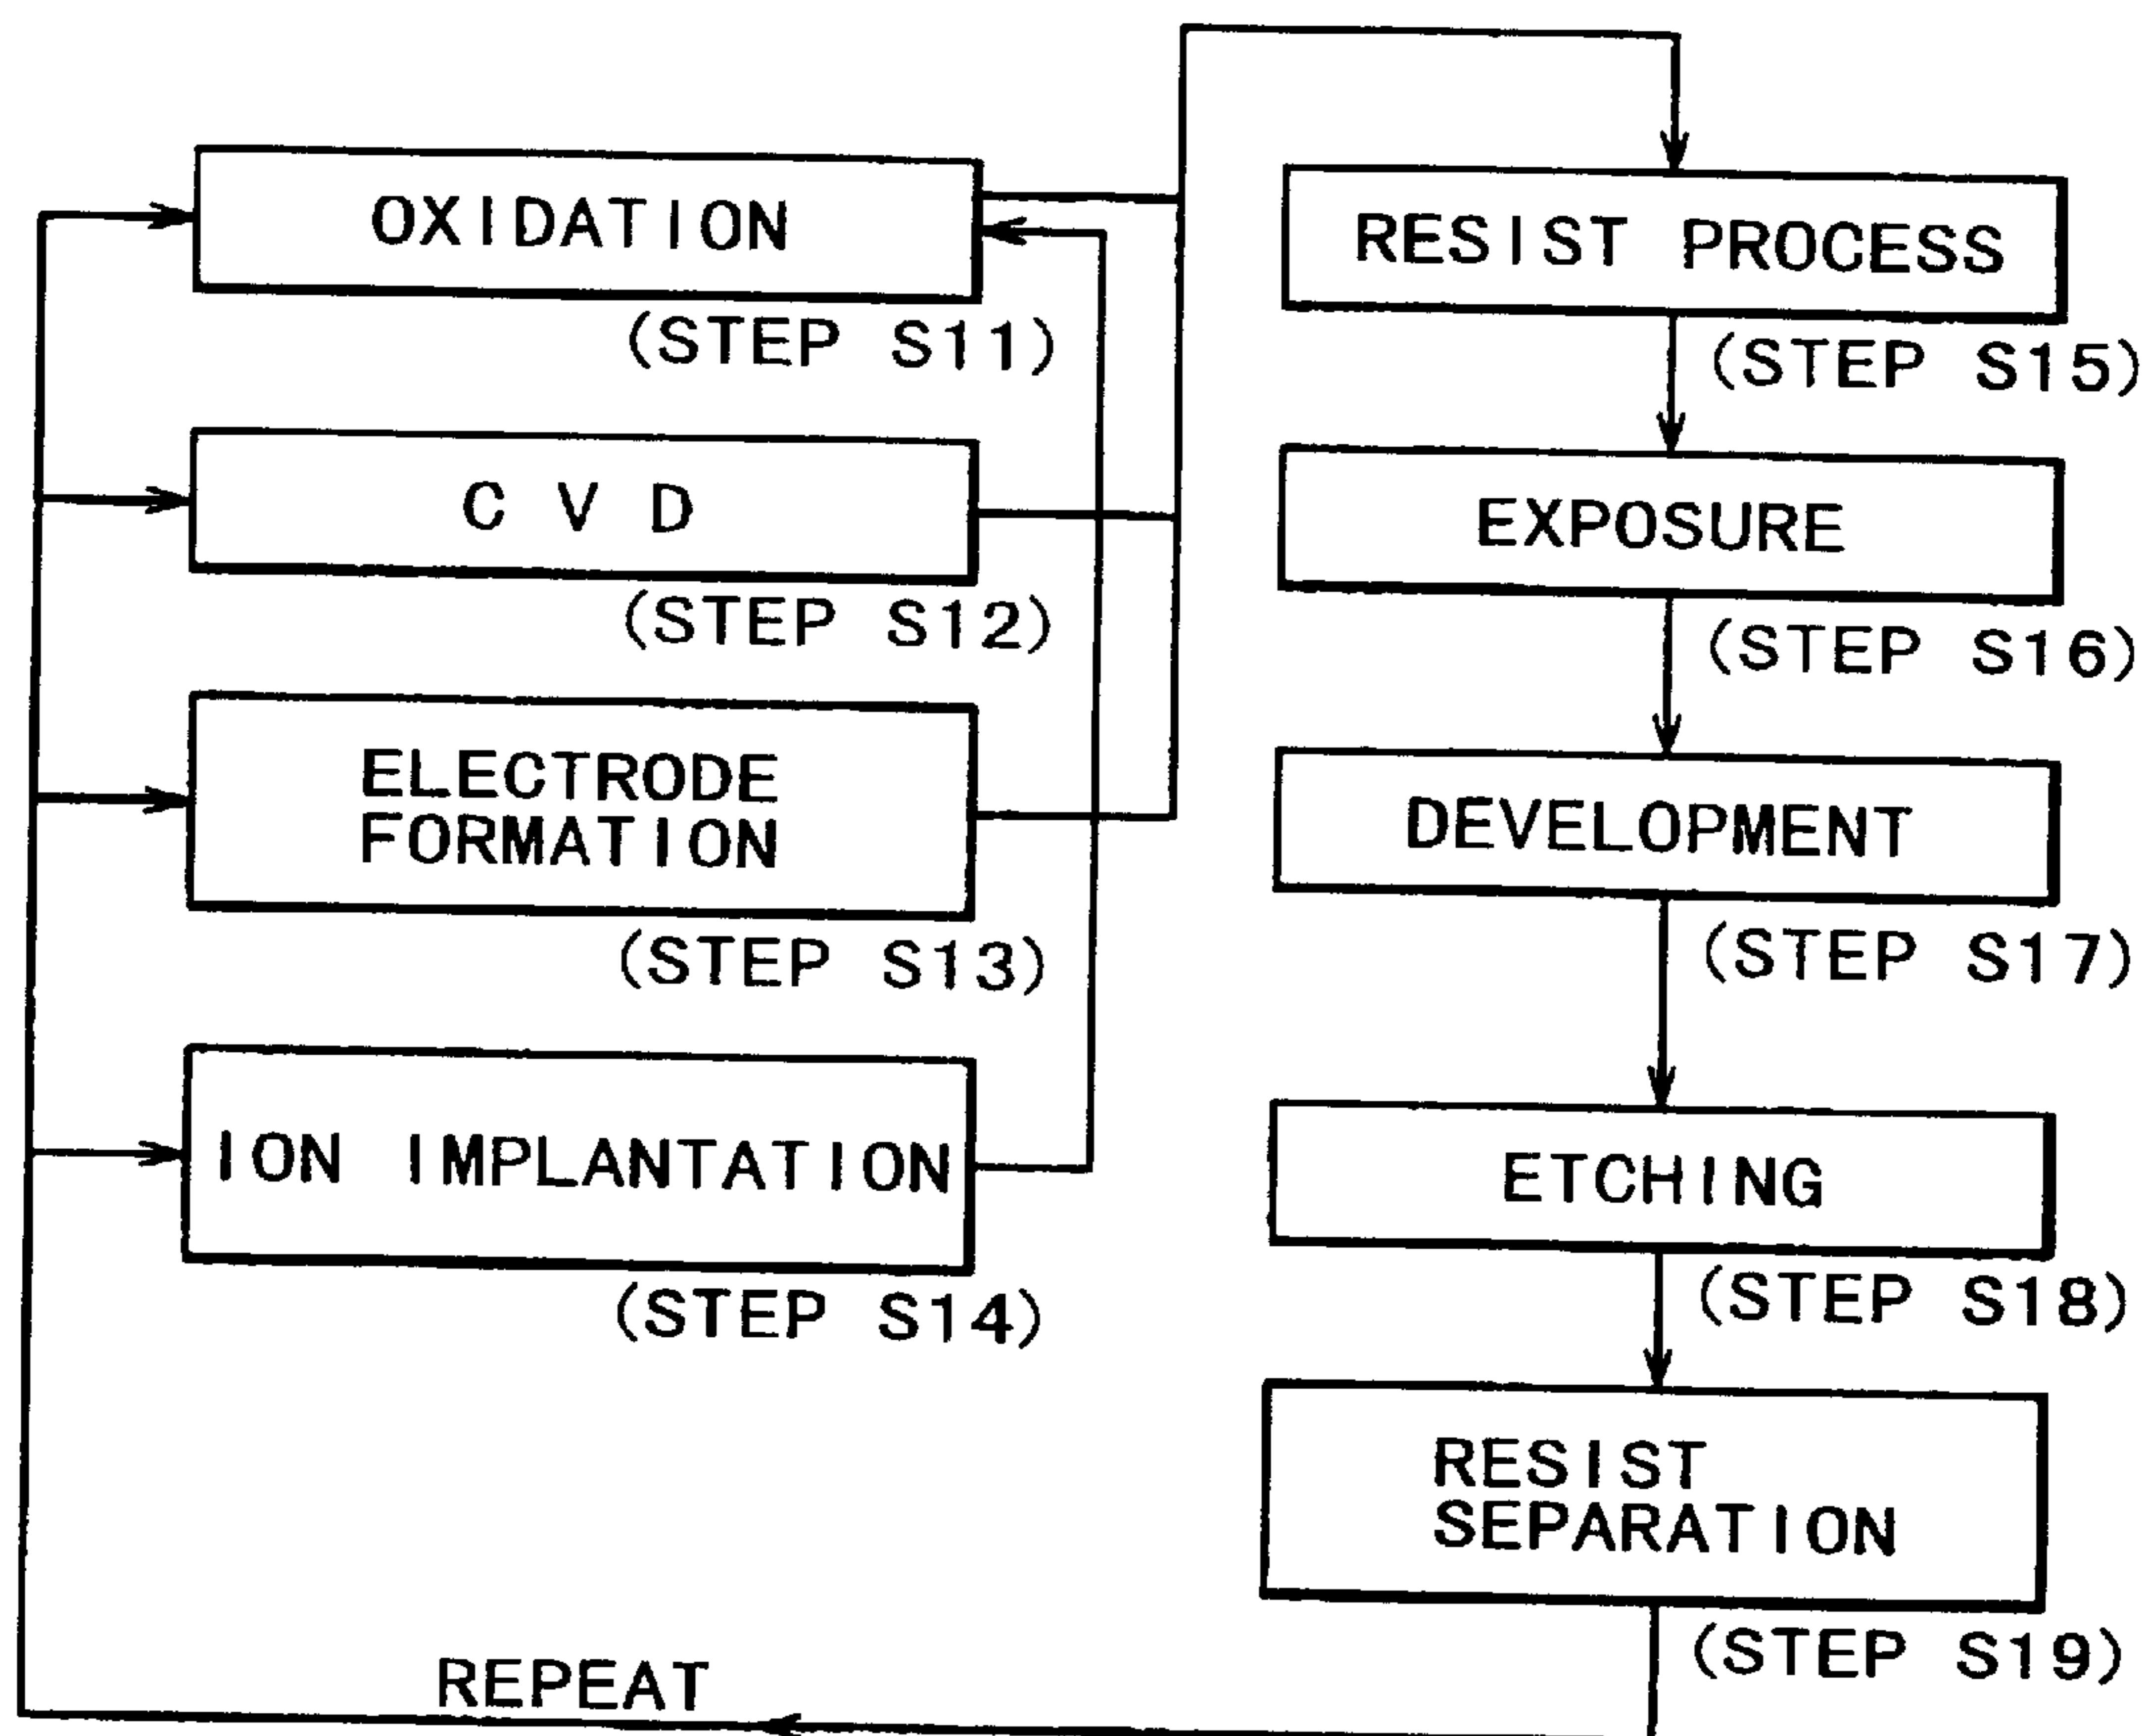 OXIDATION
(STEP S11)
CVD
(STEP S12)
ELECTRODE
FORMATION
(STEP S13)
ION IMPLANTATION
(STEP S14)
RESIST PROCESS
(STEP S15)
EXPOSURE
(STEP S16)
DEVELOPMENT
(STEP S17)
ETCHING
(STEP S18)
RESIST
SEPARATION
(STEP S19)
REPEAT